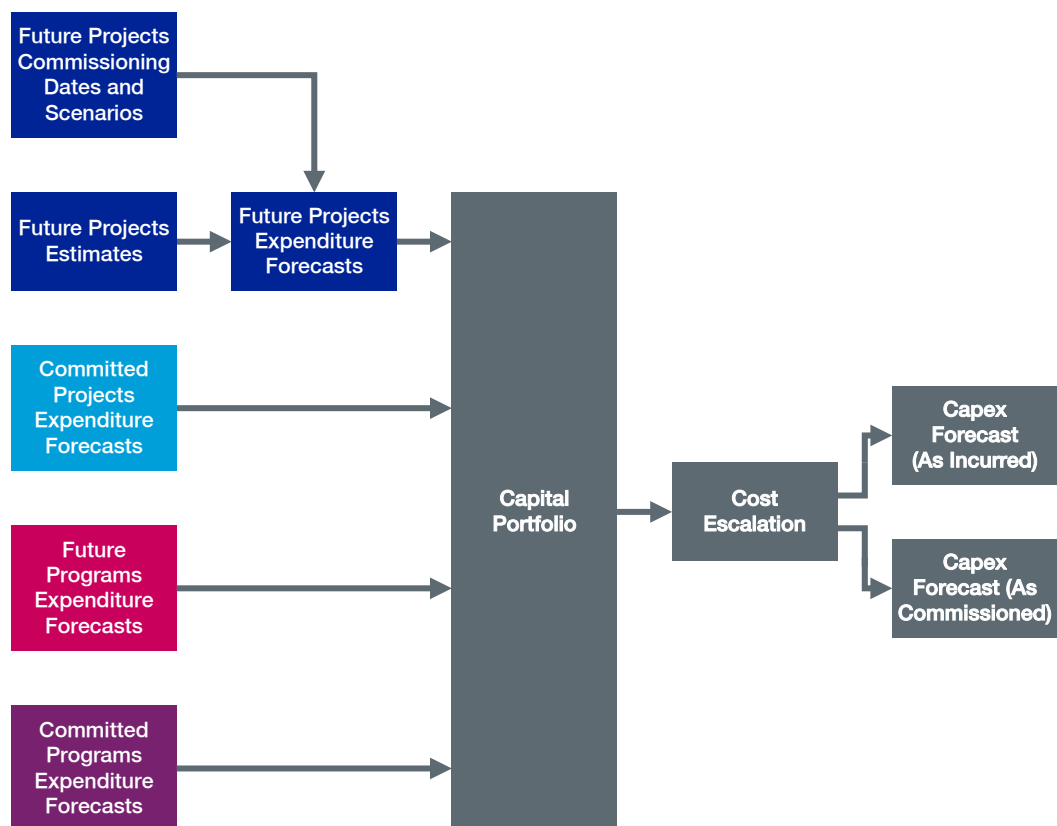 Future Projects
Commissioning
Dates and
Scenarios
Future Projects
Estimates
Future Projects
Expenditure
Forecasts
Committed
Projects
Expenditure
Forecasts
Future
Programs
Expenditure
Forecasts
Committed
Programs
Expenditure
Forecasts
Capital
Portfolio
Cost
Escalation
Capex
Forecast
(As Incurred)
Capex
Forecast (As
Commissioned)